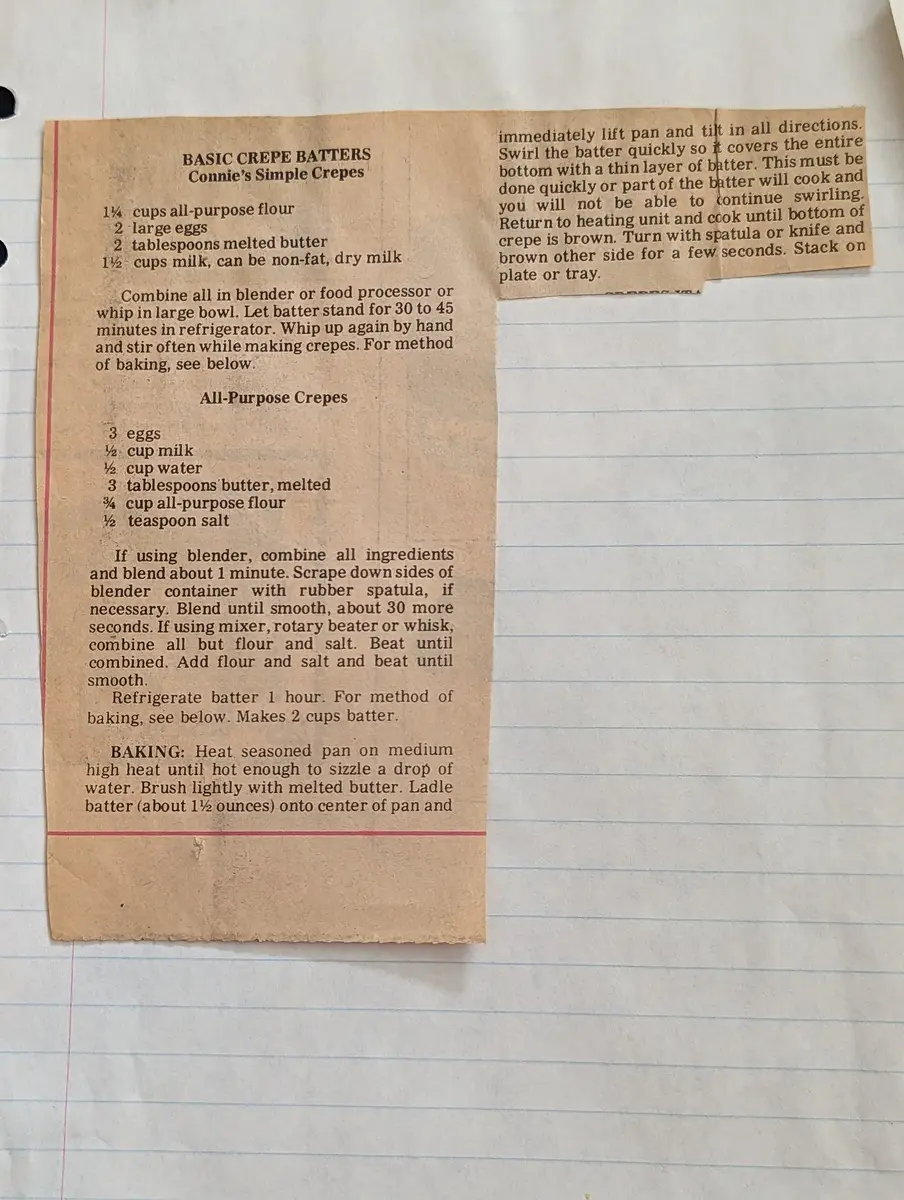 BASIC CREPE BATTERS
Connie's Simple Crepes
1¼ cups all-purpose flour
2 large eggs
2 tablespoons melted butter
1½ cups milk, can be non-fat, dry milk
Combine all in blender or food processor or
whip in large bowl. Let batter stand for 30 to 45
minutes in refrigerator. Whip up again by hand
and stir often while making crepes. For method
of baking, see below.
All-Purpose Crepes
3 eggs
½ cup milk
½ cup water
3 tablespoons butter, melted
¾ cup all-purpose flour
½ teaspoon salt
If using blender, combine all ingredients
and blend about 1 minute. Scrape down sides of
blender container with rubber spatula, if
necessary. Blend until smooth, about 30 more
seconds. If using mixer, rotary beater or whisk,
combine all but flour and salt. Beat until
combined. Add flour and salt and beat until
smooth.
Refrigerate batter 1 hour. For method of
baking, see below. Makes 2 cups batter.
BAKING: Heat seasoned pan on medium
high heat until hot enough to sizzle a drop of
water. Brush lightly with melted butter. Ladle
batter (about 1½ ounces) onto center of pan and
immediately lift pan and tilt in all directions.
Swirl the batter quickly so it covers the entire
bottom with a thin layer of batter. This must be
done quickly or part of the batter will cook and
you will not be able to continue swirling.
Return to heating unit and cook until bottom of
crepe is brown. Turn with spatula or knife and
brown other side for a few seconds. Stack on
plate or tray.